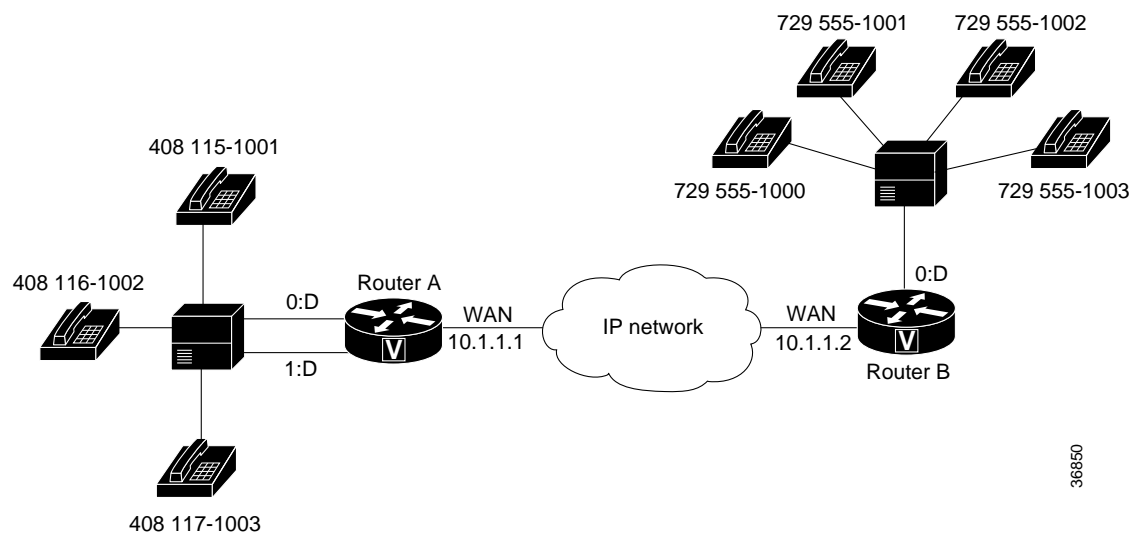 729 555-1001
729 555-1002
408 115-1001
729 555-1000
729 555-1003
408 116-1002
Router A
0:D
0:D
WAN
IP network
WAN
V
10.1.1.1
10.1.1.2
V
1:D
Router B
408 117-1003
36850